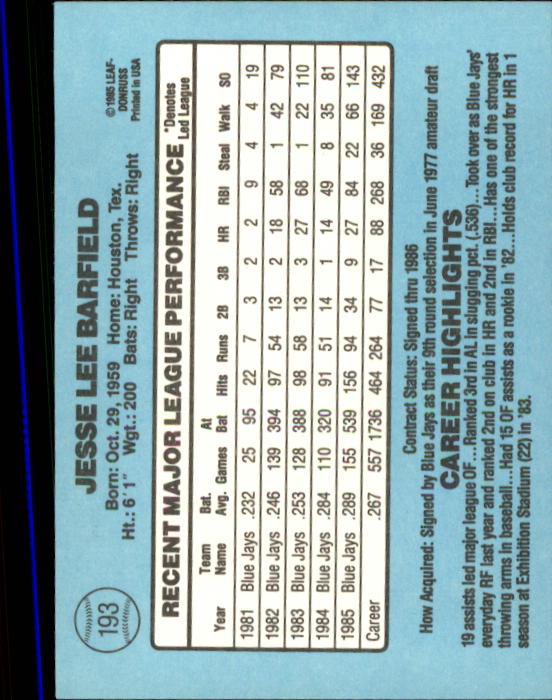 193
JESSE LEE BARFIELD
©1985 LEAF-
DONRUSS
Printed in USA
Born: Oct. 29, 1959 Home: Houston, Tex.
Ht.: 6 1" Wgt.: 200 Bats: Right Throws: Right
RECENT MAJOR LEAGUE PERFORMANCE *Denotes Led League
Year Team Name Bat. Avg. Games At Bat Hits Runs 2B 3B HR RBI Steal Walk SO
1981 Blue Jays .232 25 95 22 7 3 2 2 9 4 4 19
1982 Blue Jays .246 139 394 97 54 13 2 18 58 1 42 79
1983 Blue Jays .253 128 388 98 58 13 3 27 68 1 22 110
1984 Blue Jays .284 110 320 91 51 14 1 14 49 8 35 81
1985 Blue Jays .289 155 539 156 94 34 9 27 84 22 66 143
Career .267 557 1736 464 264 77 17 88 268 36 169 432
Contract Status: Signed thru 1986
How Acquired: Signed by Blue Jays as their 9th round selection in June 1977 amateur draft
CAREER HIGHLIGHTS
19 assists led major league OF...Ranked 3rd in AL in slugging pct. (.536)... Took over as Blue Jays'
everyday RF last year and ranked 2nd on club in HR and 2nd in RBI...Has one of the strongest
throwing arms in baseball...Had 15 OF assists as a rookie in '82...Holds club record for HR in 1
season at Exhibition Stadium (22) in '83.